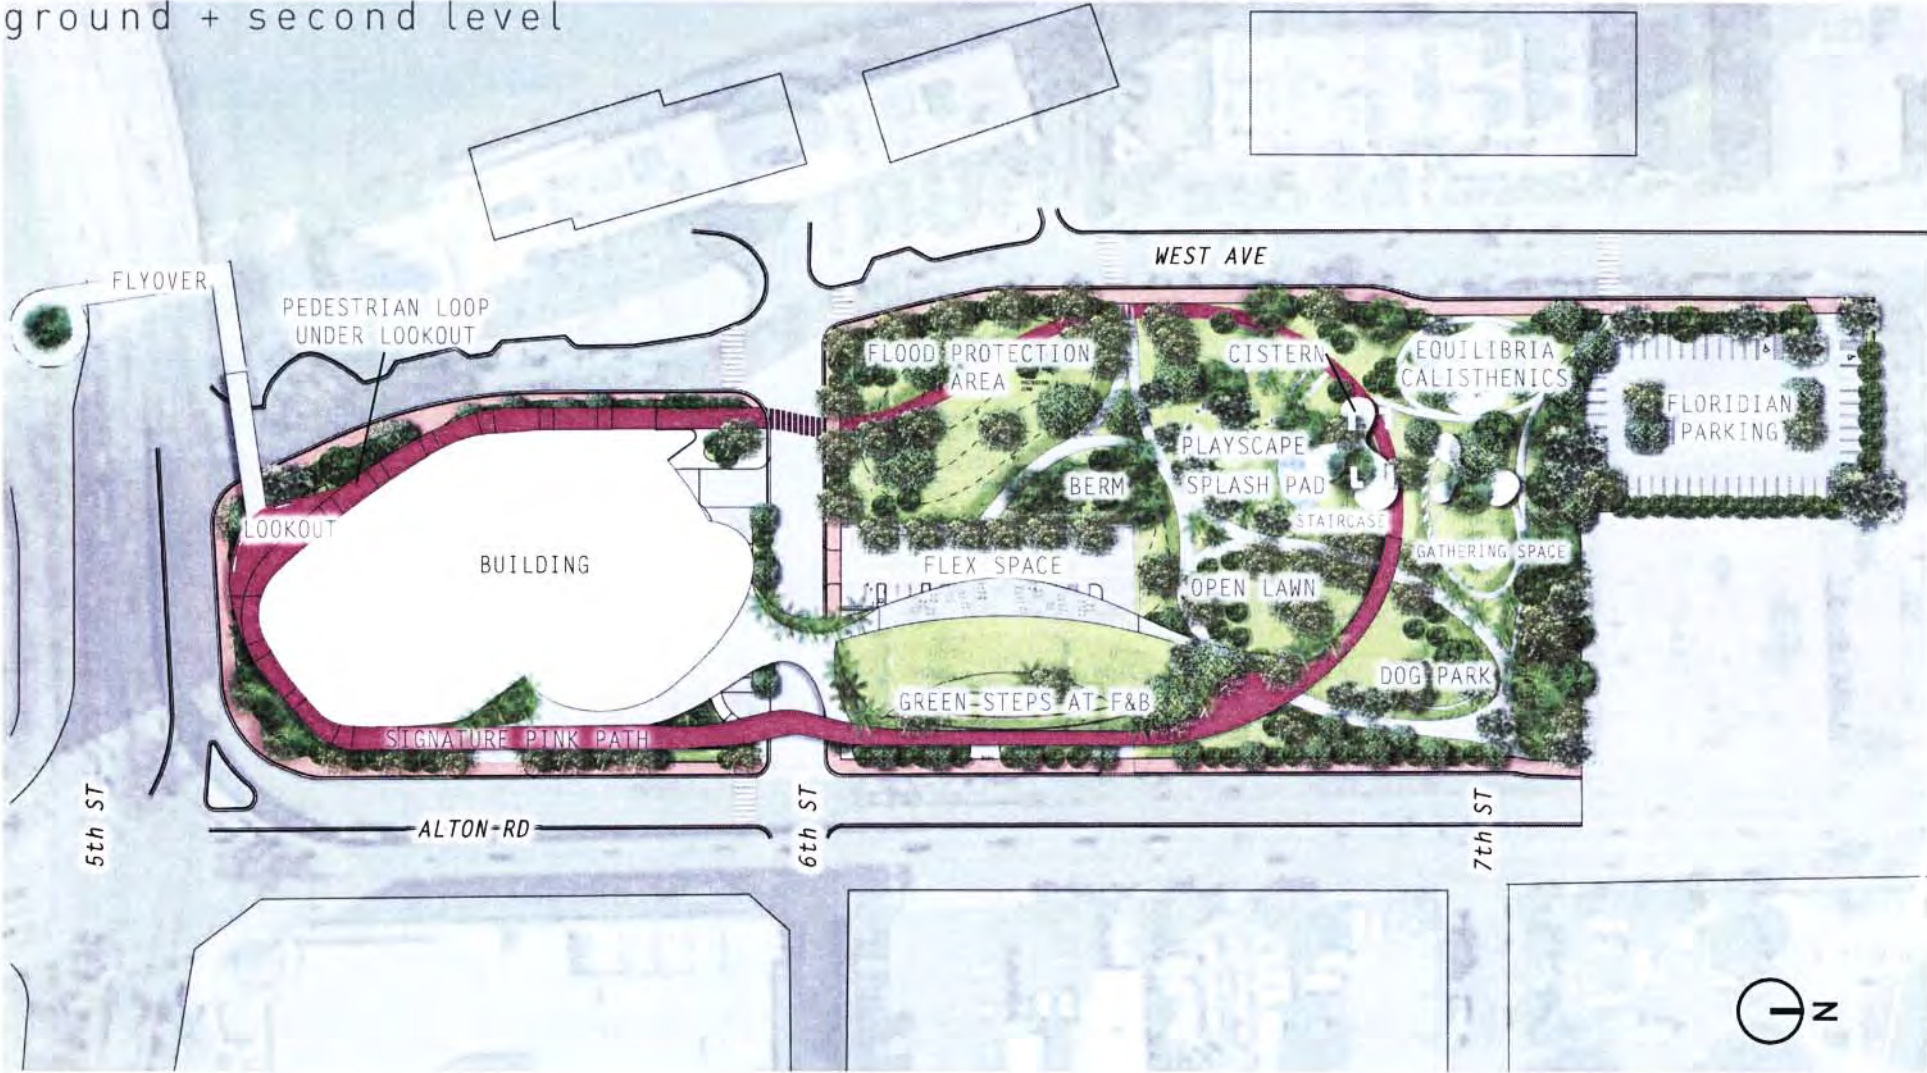 ground + second level
FLYOVER
PEDESTRIAN LOOP
UNDER LOOKOUT
WEST AVE
FLOOD PROTECTION
AREA
CISTERN
EQUILIBRIA
CALISTHENICS
FLORIDIAN
PARKING
PLAYSCAPE
BERM
SPLASH PAD
LOOKOUT
STAIRCASE
BUILDING
FLEX SPACE
GATHERING SPACE
OPEN LAWN
DOG PARK
GREEN STEPS AT F&B
SIGNATURE PINK PATH
5th ST
ALTON RD
6th ST
7th ST
N